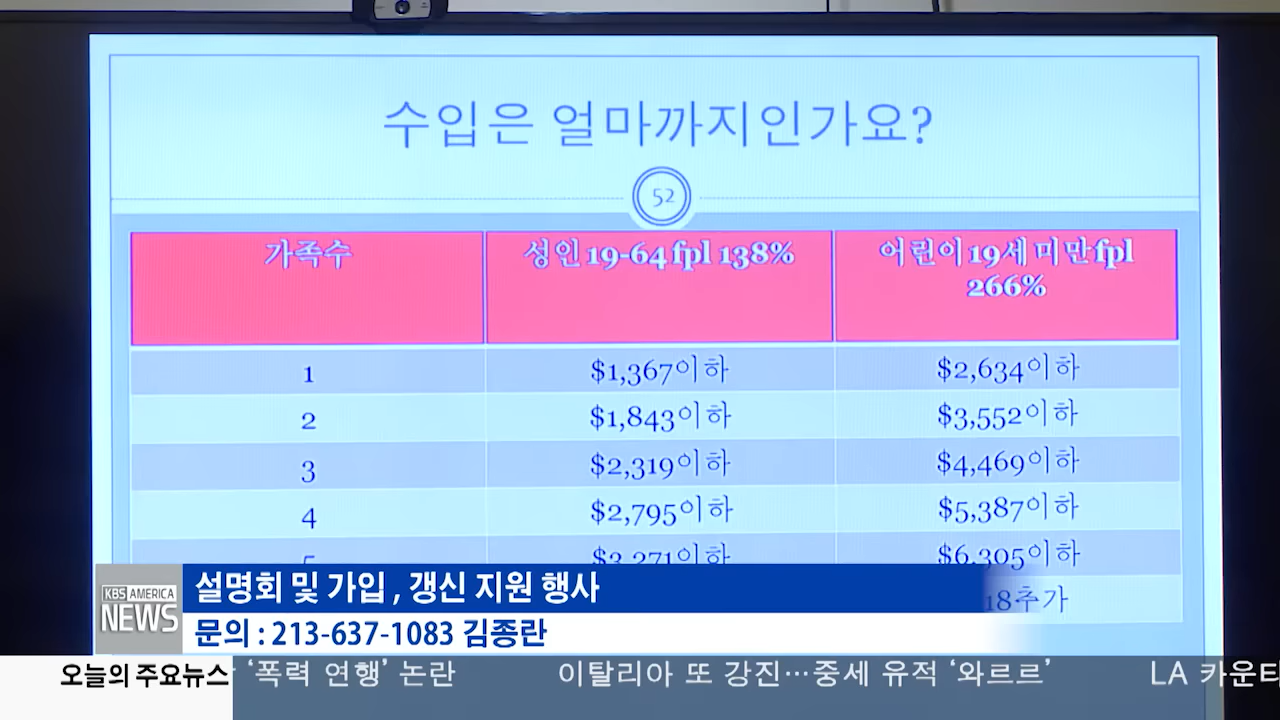 수입은 얼마까지인가요?
52
가족수 성인 19-64 fpl 138% 어린이 19세 미만 fpl 266%
1 $1,367이하 $2,634이하
2 $1,843이하 $3,552이하
3 $2,319이하 $4,469이하
4 $2,795이하 $5,387이하
5 $3,271이하 $6,305이하
18추가
KBS AMERICA NEWS
설명회 및 가입, 갱신 지원 행사
문의 : 213-637-1083 김종란
오늘의 주요뉴스 ‘폭력 연행’ 논란 이탈리아 또 강진…중세 유적 ‘와르르’ LA 카운티